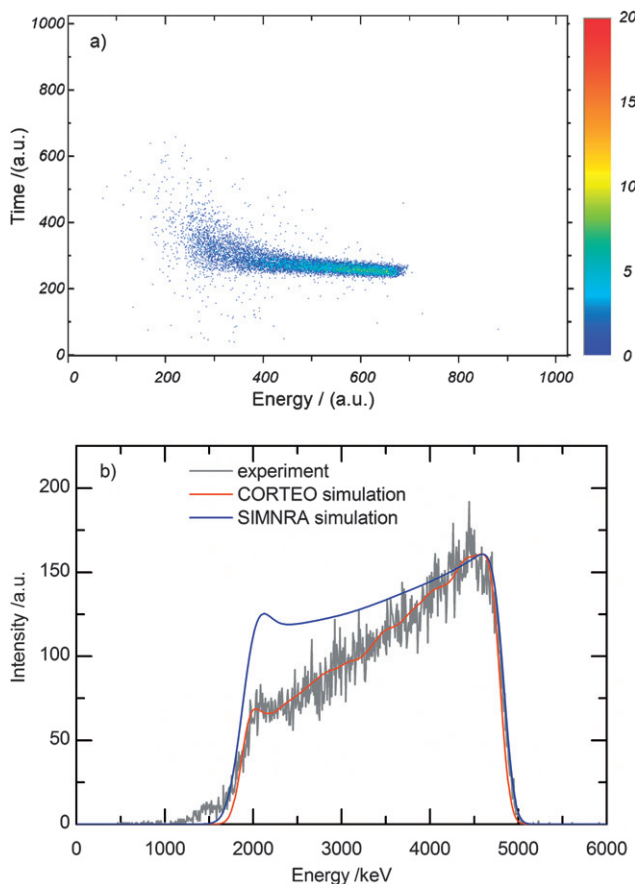 a)
1000
800
600
400
200
0
Time /(a.u.)
0 200 400 600 800 1000
Energy / (a.u.)
20
15
10
5
0
b)
experiment
CORTEO simulation
SIMNRA simulation
200
150
100
50
0
Intensity /a.u.
0 1000 2000 3000 4000 5000 6000
Energy /keV